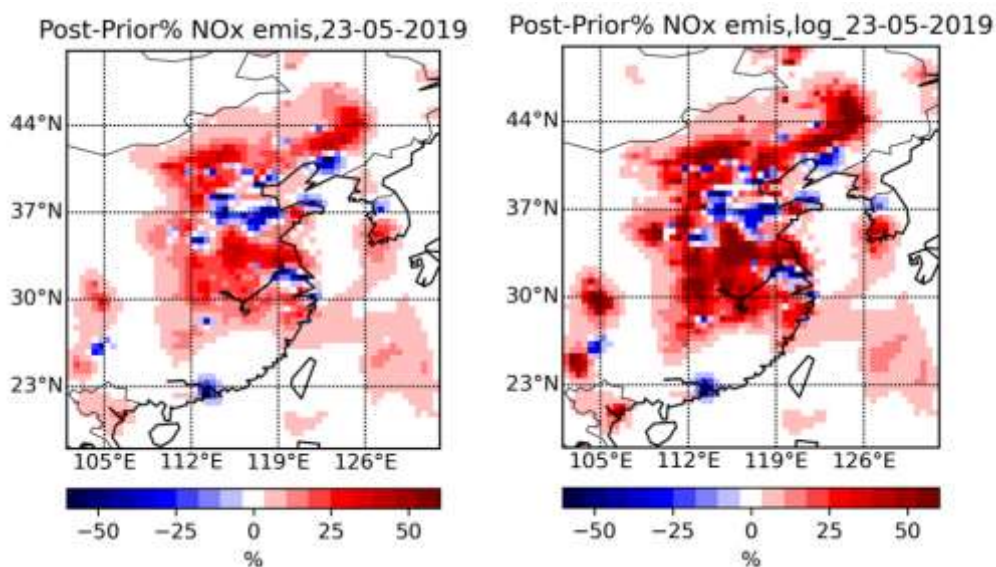 Post-Prior% NOx emis,23-05-2019
44°N
37°N
30°N
23°N
105°E 112°E 119°E 126°E
−50 −25 0 25 50
%
Post-Prior% NOx emis,log_23-05-2019
44°N
37°N
30°N
23°N
105°E 112°E 119°E 126°E
−50 −25 0 25 50
%